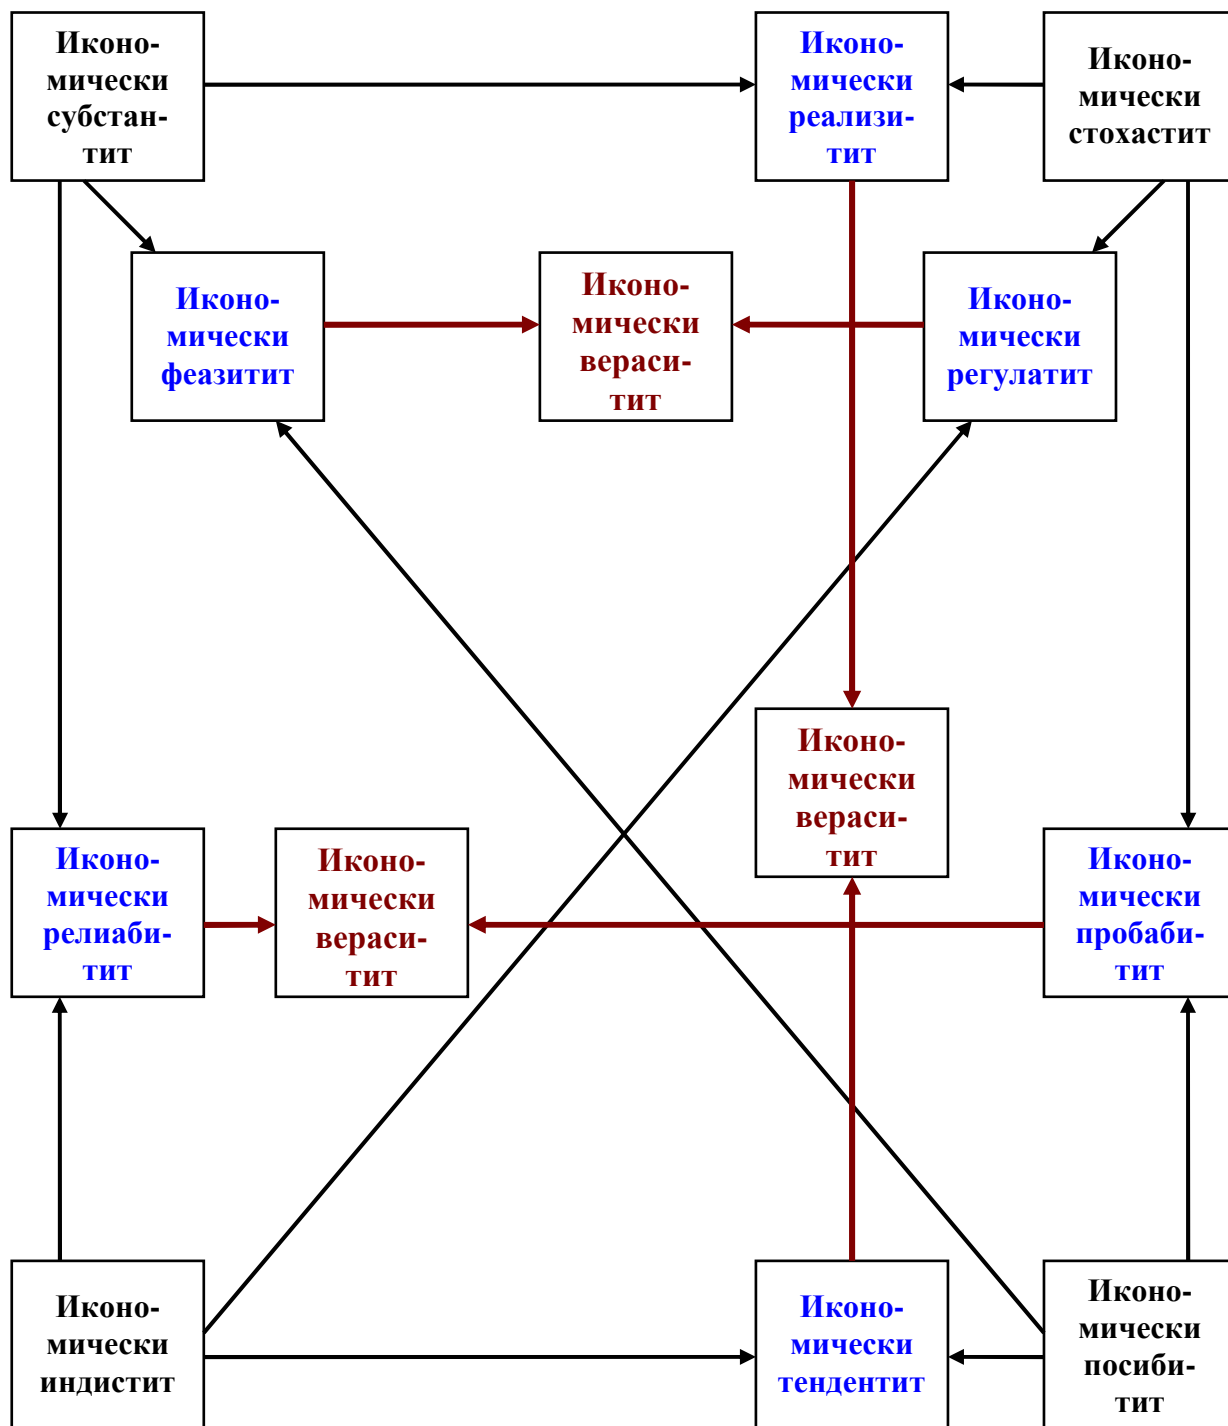 Иконо-
мически
субстан-
тит
Иконо-
мически
реализи-
тит
Иконо-
мически
стохастит
Иконо-
мически
феазитит
Иконо-
мически
вераси-
тит
Иконо-
мически
регулатит
Иконо-
мически
вераси-
тит
Иконо-
мически
релиаби-
тит
Иконо-
мически
вераси-
тит
Иконо-
мически
пробаби-
тит
Иконо-
мически
индистит
Иконо-
мически
тендентит
Иконо-
мически
посиби-
тит